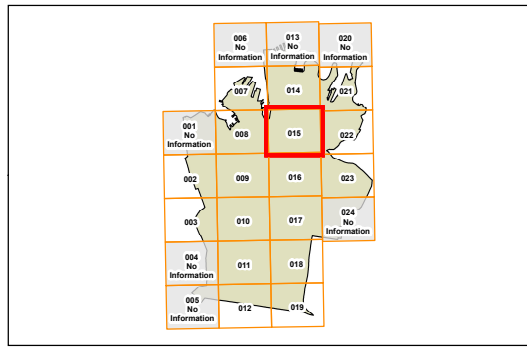 006
No
Information
013
No
Information
020
No
Information
007
014
021
001
No
Information
008
015
022
002
009
016
023
003
010
017
024
No
Information
004
No
Information
011
018
005
No
Information
012
019